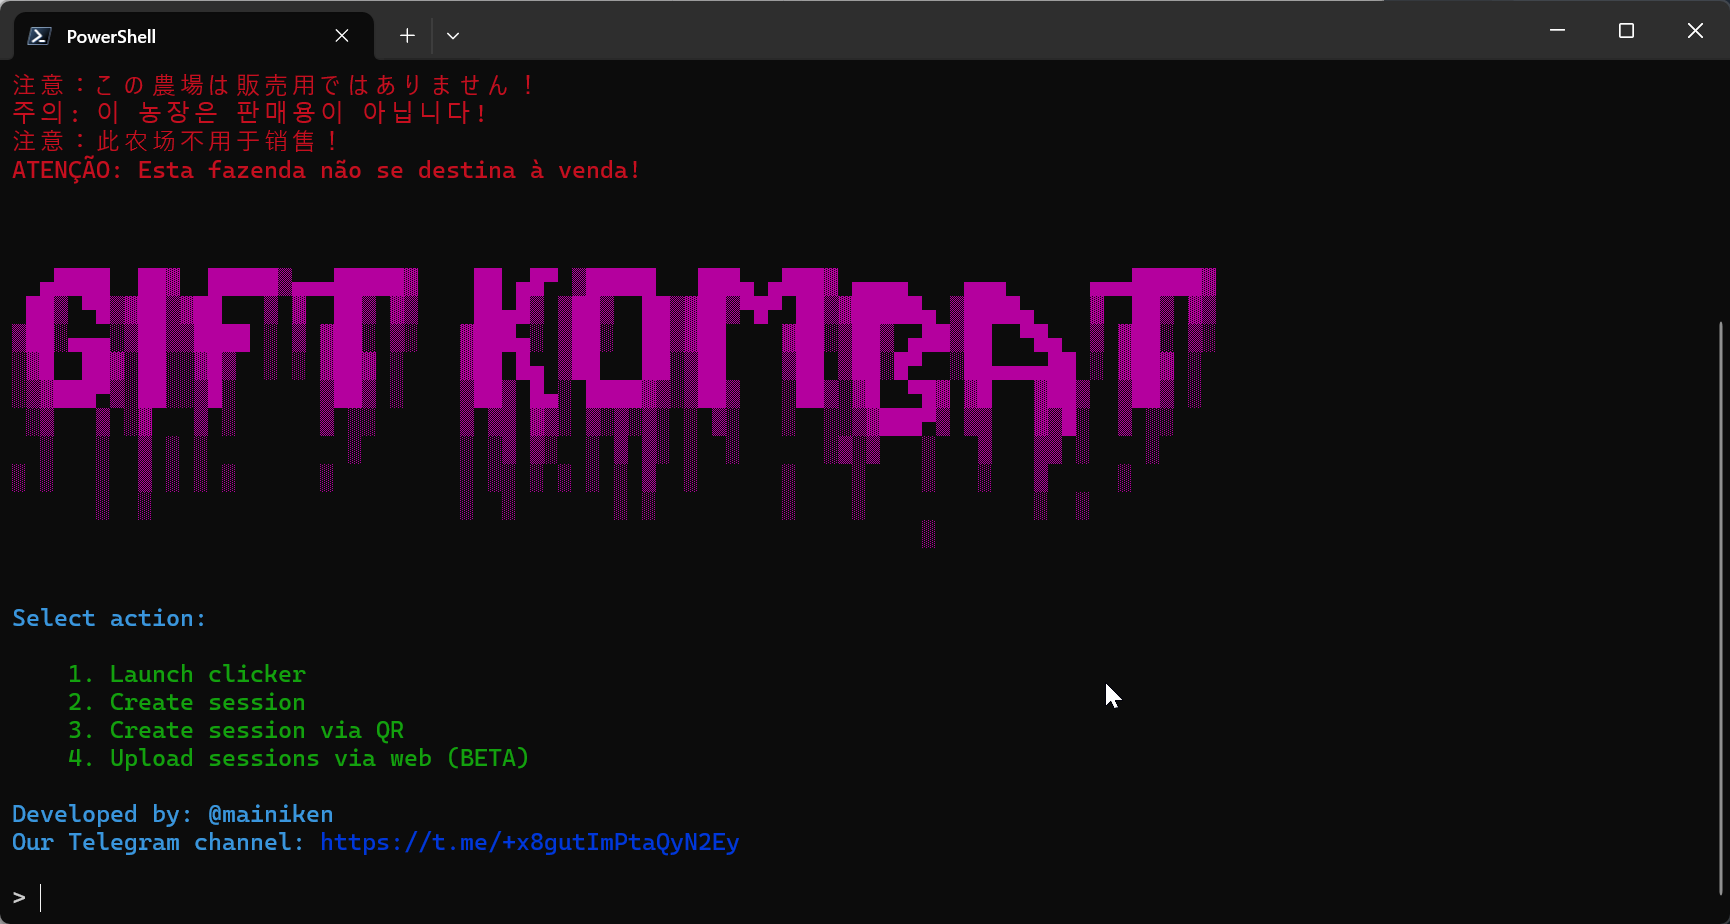 PowerShell
注意：この農場は販売用ではありません！
주의: 이 농장은 판매용이 아닙니다!
注意：此农场不用于销售！
ATENÇÃO: Esta fazenda não se destina à venda!
Select action:
1. Launch clicker
2. Create session
3. Create session via QR
4. Upload sessions via web (BETA)
Developed by: @mainiken
Our Telegram channel: https://t.me/+x8gutImPtaQyN2Ey
>